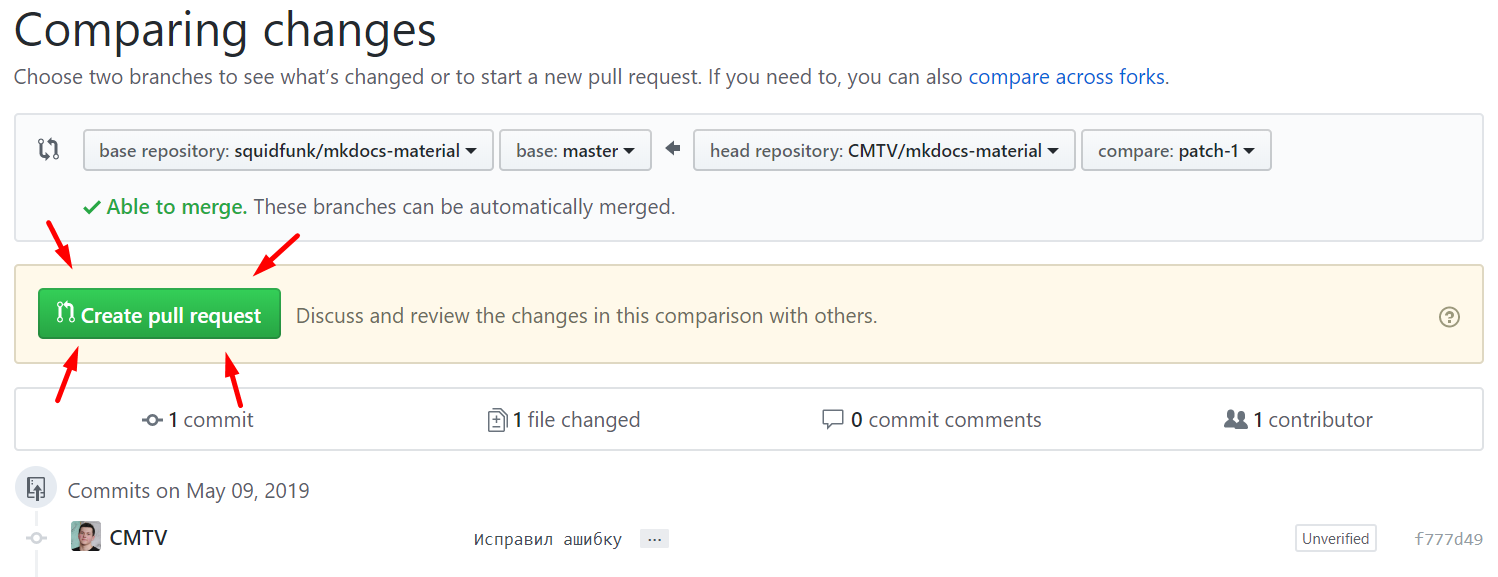 Comparing changes
Choose two branches to see what’s changed or to start a new pull request. If you need to, you can also compare across forks.
base repository: squidfunk/mkdocs-material base: master head repository: CMTV/mkdocs-material compare: patch-1
Able to merge. These branches can be automatically merged.
Create pull request Discuss and review the changes in this comparison with others.
1 commit 1 file changed 0 commit comments 1 contributor
Commits on May 09, 2019
CMTV Исправил ашибку ... Unverified f777d49